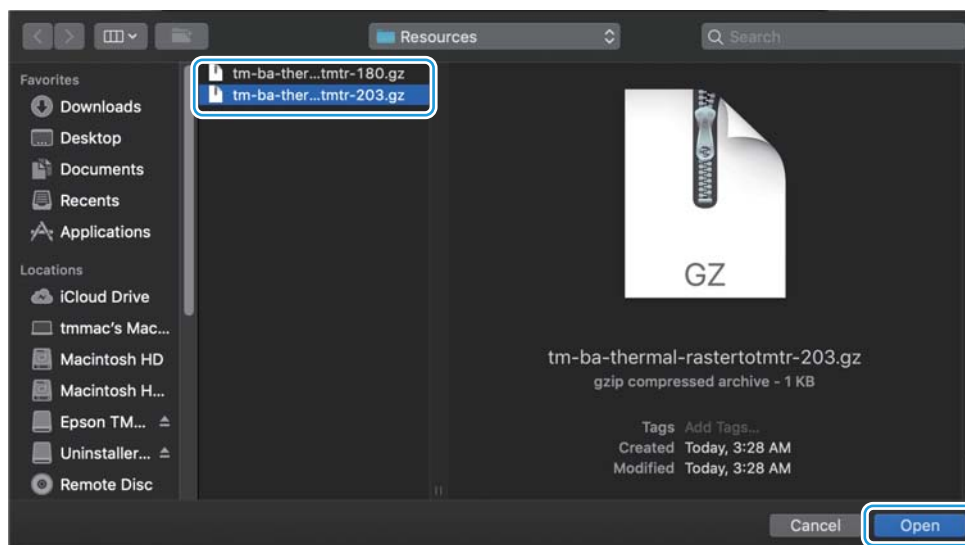 Resources
Search
Favorites
Downloads
Desktop
Documents
Recents
Applications
Locations
iCloud Drive
tmmac's Mac...
Macintosh HD
Macintosh H...
Epson TM...
Uninstaller...
Remote Disc
tm-ba-ther...tmtr-180.gz
tm-ba-ther...tmtr-203.gz
GZ
tm-ba-thermal-rastertotmtr-203.gz
gzip compressed archive - 1 KB
Tags Add Tags...
Created Today, 3:28 AM
Modified Today, 3:28 AM
Cancel
Open